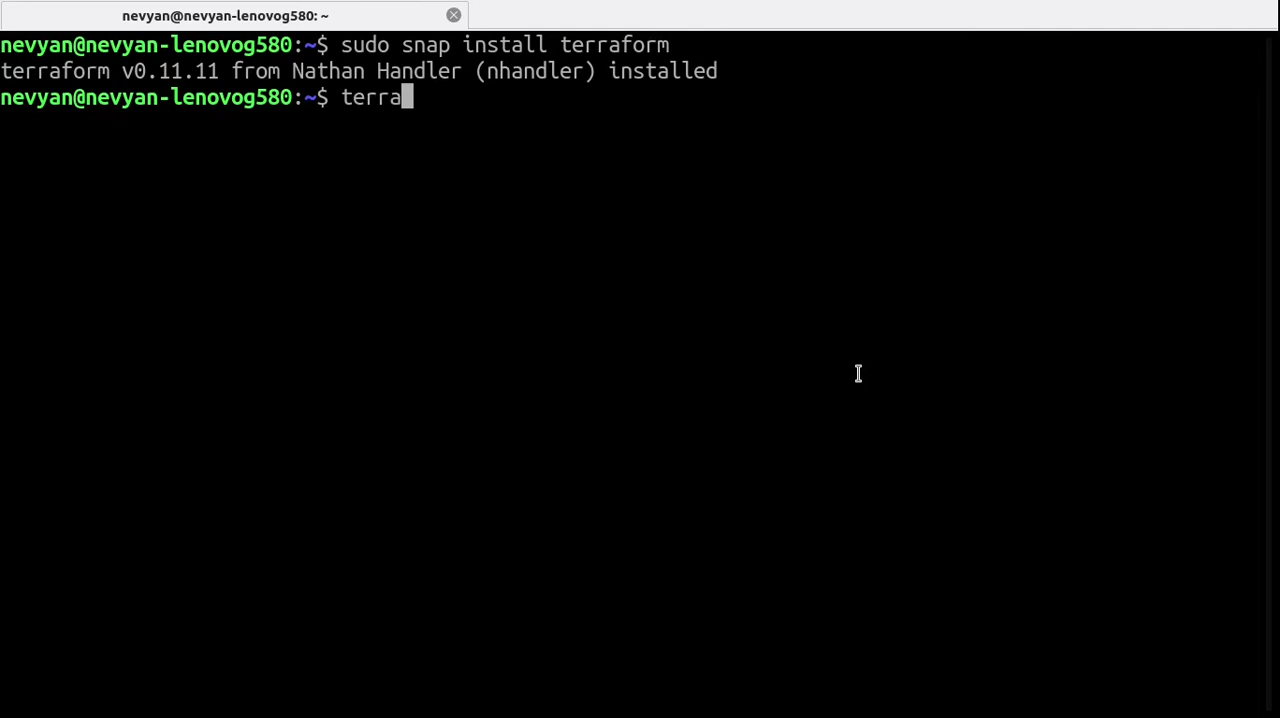 nevyan@nevyan-lenovog580: ~
nevyan@nevyan-lenovog580:~$ sudo snap install terraform
terraform v0.11.11 from Nathan Handler (nhandler) installed
nevyan@nevyan-lenovog580:~$ terra